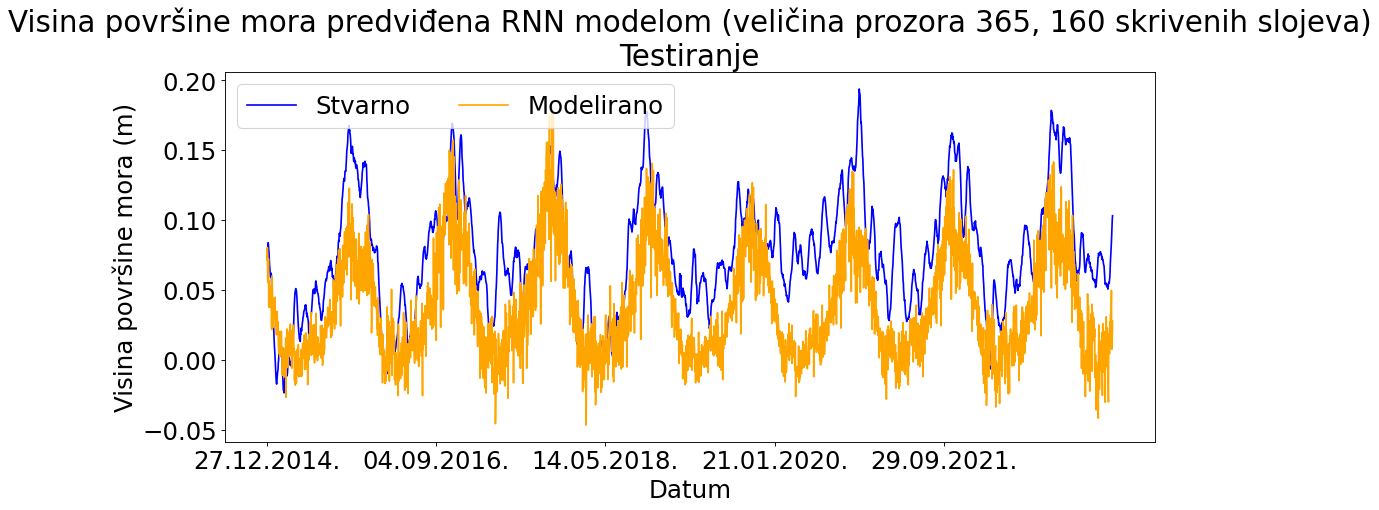 Visina površine mora predviđena RNN modelom (veličina prozora 365, 160 skrivenih slojeva)
Testiranje
Stvarno Modelirano
Visina površine mora (m)
0.20
0.15
0.10
0.05
0.00
−0.05
27.12.2014. 04.09.2016. 14.05.2018. 21.01.2020. 29.09.2021.
Datum